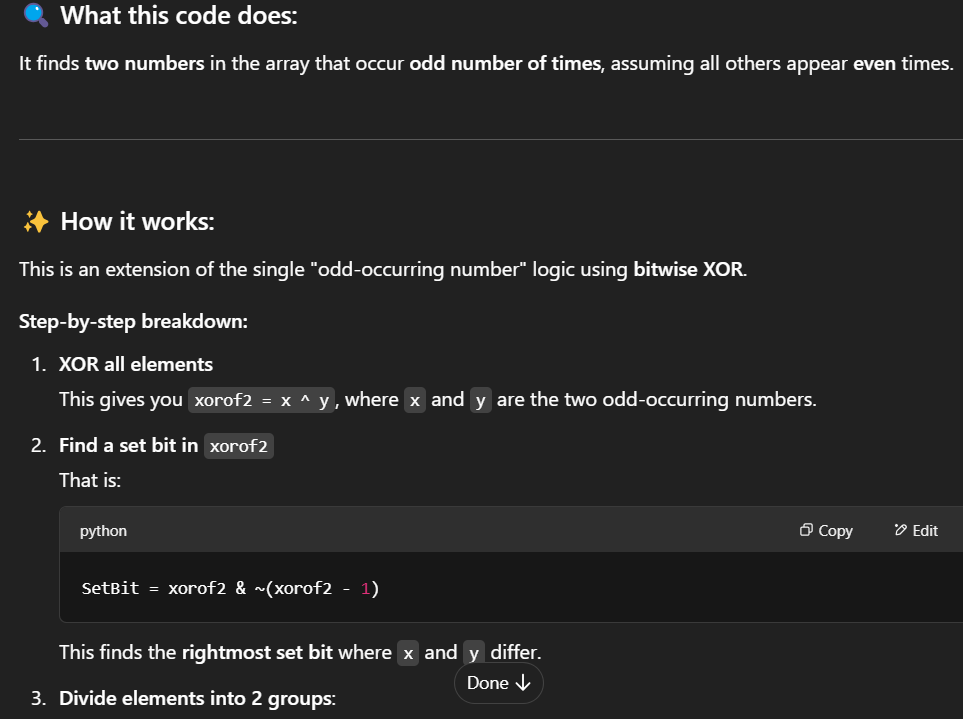 🔍 What this code does:
It finds two numbers in the array that occur odd number of times, assuming all others appear even times.
✨ How it works:
This is an extension of the single "odd-occurring number" logic using bitwise XOR.
Step-by-step breakdown:
1. XOR all elements
This gives you xorof2 = x ^ y, where x and y are the two odd-occurring numbers.
2. Find a set bit in xorof2
That is:
python Copy Edit
SetBit = xorof2 & ~(xorof2 - 1)
This finds the rightmost set bit where x and y differ.
Done ↓
3. Divide elements into 2 groups: